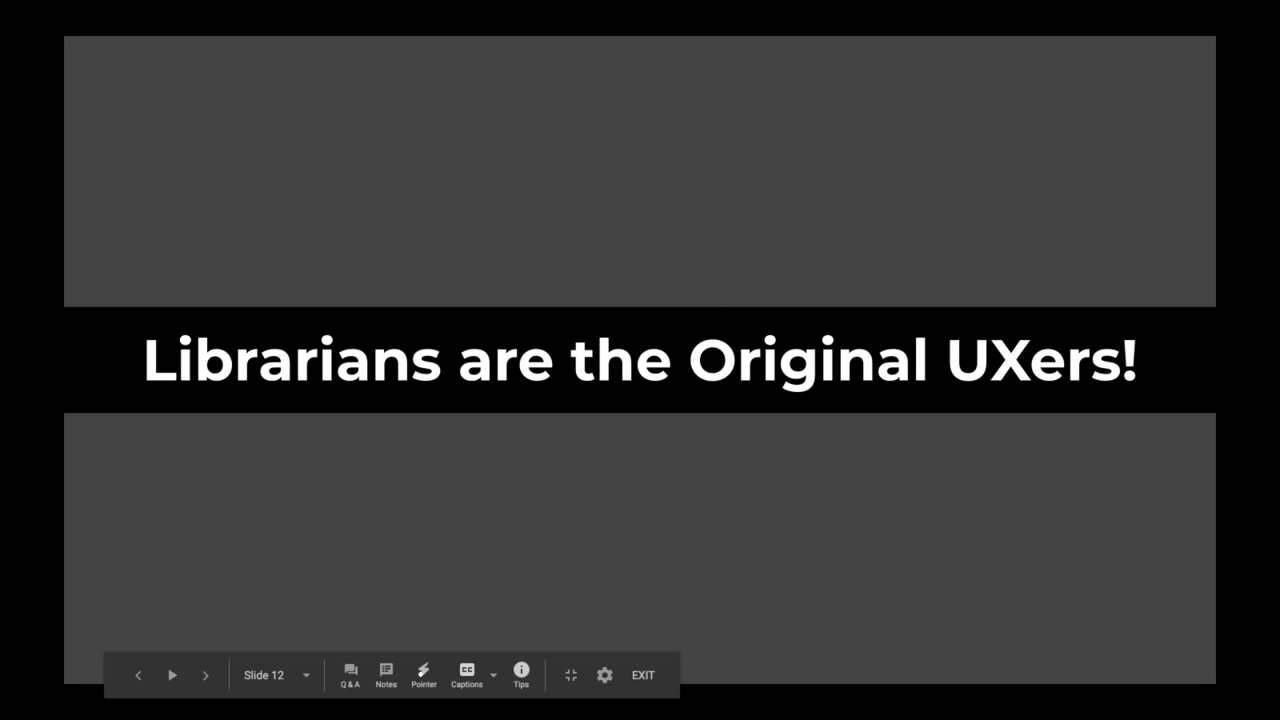 Librarians are the Original UXers!
Slide 12
Q & A
Notes
Pointer
Captions
Tips
EXIT